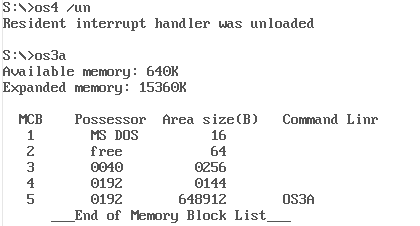 S:\>os4 /un
Resident interrupt handler was unloaded
S:\>os3a
Available memory: 640K
Expanded memory: 15360K
MCB Possessor Area size(B) Command Linr
1 MS DOS 16
2 free 64
3 0040 0256
4 0192 0144
5 0192 648912 OS3A
___End of Memory Block List___